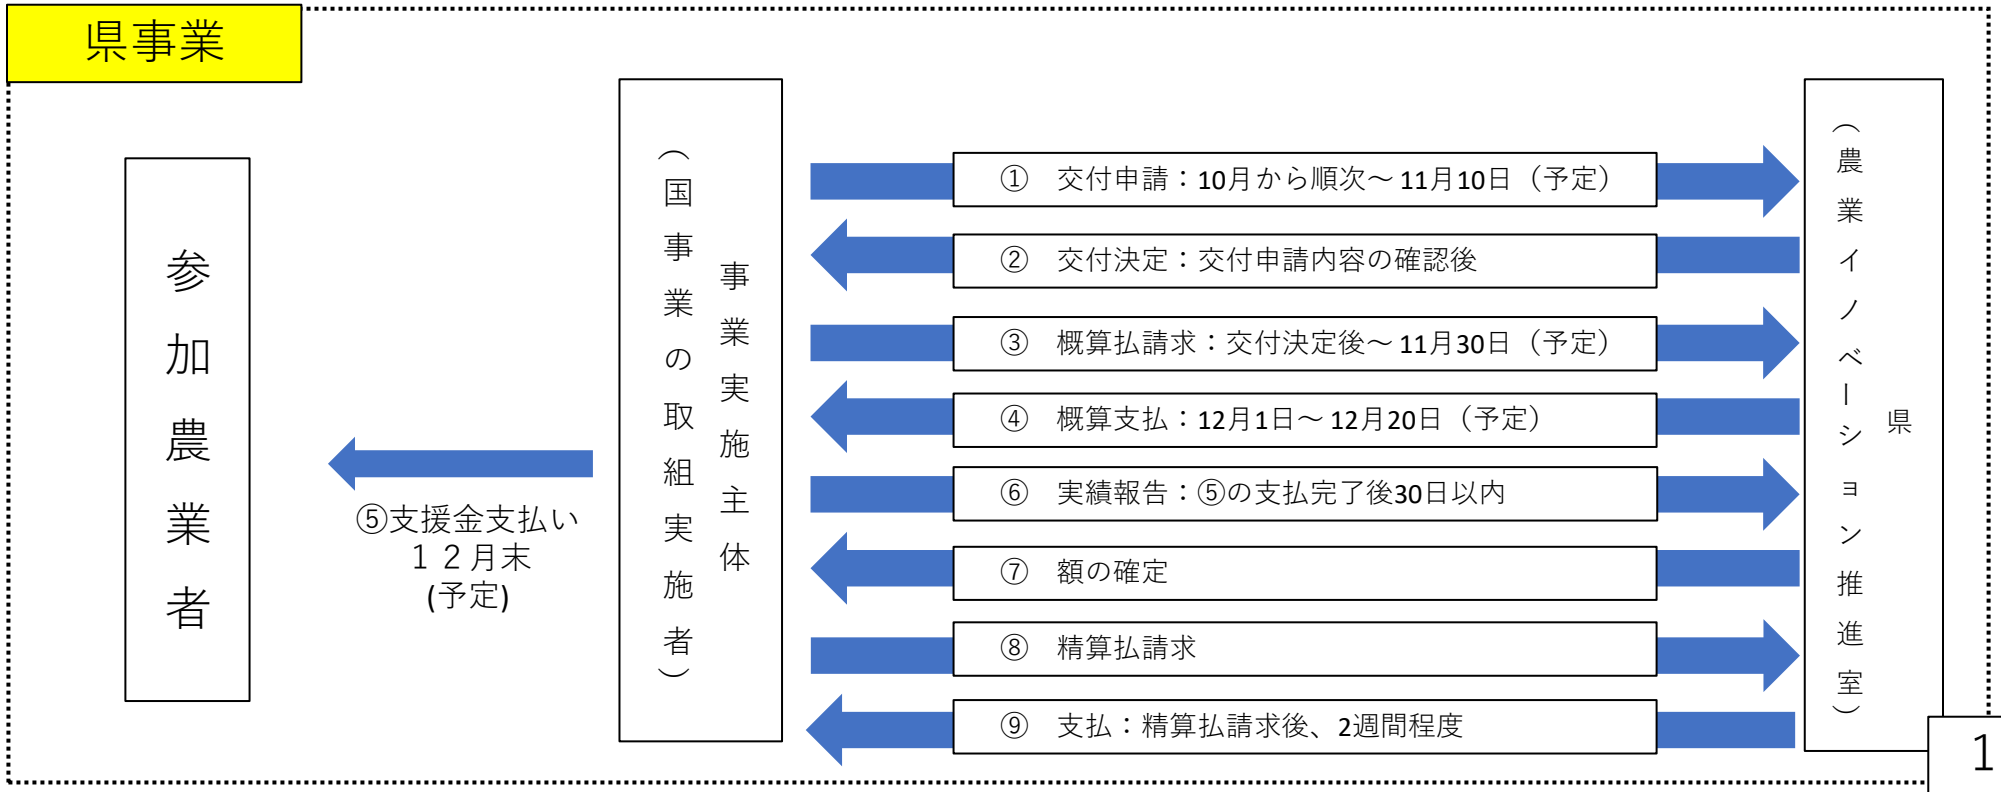 県事業
参加農業者
⑤支援金支払い
１２月末
(予定)
事業実施主体
（国事業の取組実施者）
① 交付申請：10月から順次～11月10日（予定）
② 交付決定：交付申請内容の確認後
③ 概算払請求：交付決定後～11月30日（予定）
④ 概算支払：12月1日～12月20日（予定）
⑥ 実績報告：⑤の支払完了後30日以内
⑦ 額の確定
⑧ 精算払請求
⑨ 支払：精算払請求後、2週間程度
県
（農業イノベーション推進室）
1